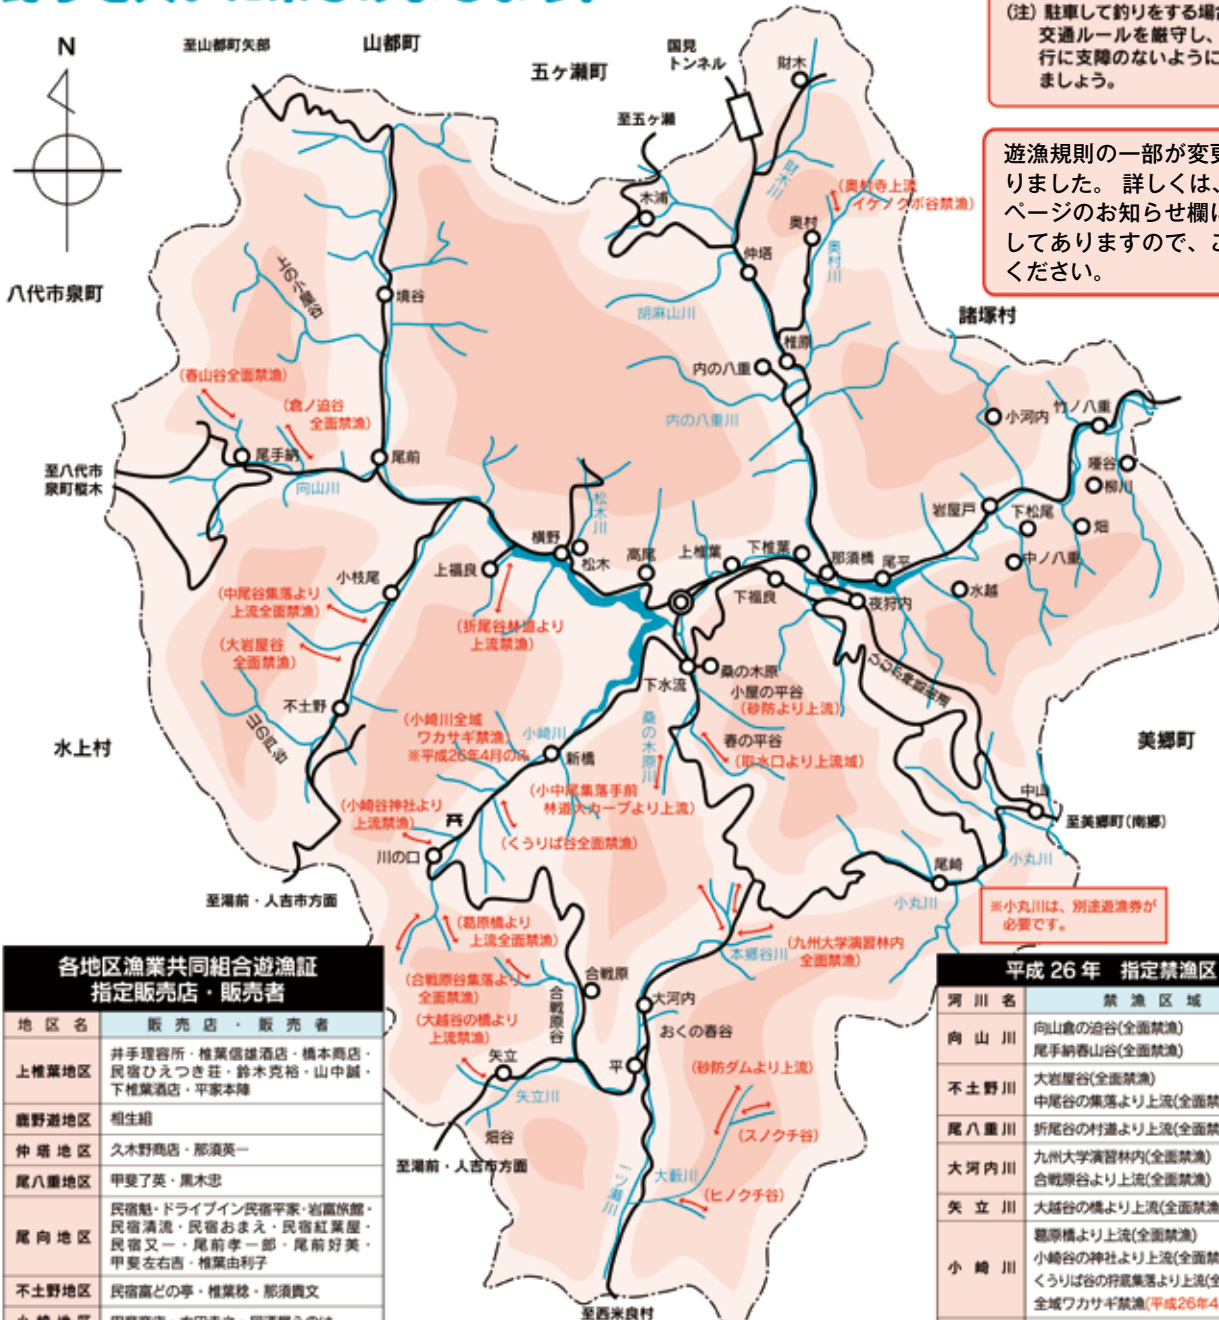 (注) 駐車して釣りをする場合
交通ルールを厳守し、
行に支障のないように
ましょう。
遊漁規則の一部が変更
りました。 詳しくは、
ページのお知らせ欄に
してありますので、ご
ください。
N
至山都町矢部
山都町
五ヶ瀬町
国見
トンネル
財木
至五ヶ瀬
財木川
(奥村寺上流
イケノクボ谷禁漁)
木浦
奥村
奥村川
仲塔
八代市泉町
上の小屋谷
境谷
胡麻山川
諸塚村
椎原
内の八重
(春山谷全面禁漁)
(倉ノ迫谷
全面禁漁)
内の八重川
小河内
竹ノ八重
尾手納
尾前
至八代市
泉町樅木
向山川
松木川
柳川
岩屋戸
下松尾
畑
横野
松木
高尾
上椎葉
下椎葉
那須橋
尾平
中ノ八重
上福良
小枝尾
下福良
夜狩内
水越
(中尾谷集落より
上流全面禁漁)
(折尾谷林道より
上流禁漁)
(大岩屋谷
全面禁漁)
下水流
桑の木原
小屋の平谷
(砂防より上流)
不土野
(小崎川全域
ワカサギ禁漁)
※平成26年4月のみ
小崎川
新橋
桑の木原川
春の平谷
(取水口より上流域)
水上村
美郷町
(小中尾集落手前
林道大カーブより上流)
中山
至美郷町(南郷)
(小崎谷神社より
上流禁漁)
(くうりば谷全面禁漁)
川の口
小丸川
尾崎
至湯前・人吉市方面
小丸川
※小丸川は、別途遊漁券が
必要です。
(葛原橋より
上流全面禁漁)
本郷谷川
(九州大学演習林内
全面禁漁)
(合戦原谷集落より
全面禁漁)
合戦原
合戦原谷
大河内
(大越谷の橋より
上流禁漁)
おくの春谷
矢立
平
(砂防ダムより上流)
矢立川
畑谷
(スノクチ谷)
至湯前・人吉市方面
一ツ瀬川
大藪川
(ヒノクチ谷)
至西米良村
各地区漁業共同組合遊漁証
指定販売店・販売者
地区名 販売店・販売者
上椎葉地区 井手理容所・椎葉信雄酒店・橋本商店・
民宿ひえつき荘・鈴木克裕・山中誠・
下椎葉酒店・平家本陣
鹿野遊地区 相生組
仲塔地区 久木野商店・那須英一
尾八重地区 甲斐了英・黒木忠
尾向地区 民宿魁・ドライブイン民宿平家・岩富旅館・
民宿清流・民宿おまえ・民宿紅葉屋・
民宿又一・尾前孝一郎・尾前好美・
甲斐左右吉・椎葉由利子
不土野地区 民宿富どの亭・椎葉稔・那須貴文
平成 26 年 指定禁漁区
河川名 禁漁区域
向山川 向山倉の迫谷(全面禁漁)
尾手納春山谷(全面禁漁)
不土野川 大岩屋谷(全面禁漁)
中尾谷の集落より上流(全面禁
尾八重川 折尾谷の村道より上流(全面禁
大河内川 九州大学演習林内(全面禁漁)
合戦原谷より上流(全面禁漁)
矢立川 大越谷の橋より上流(全面禁漁
小崎川 葛原橋より上流(全面禁漁)
小崎谷の神社より上流(全面禁
くうりば谷の狩底集落より上流(全
全域ワカサギ禁漁(平成26年4